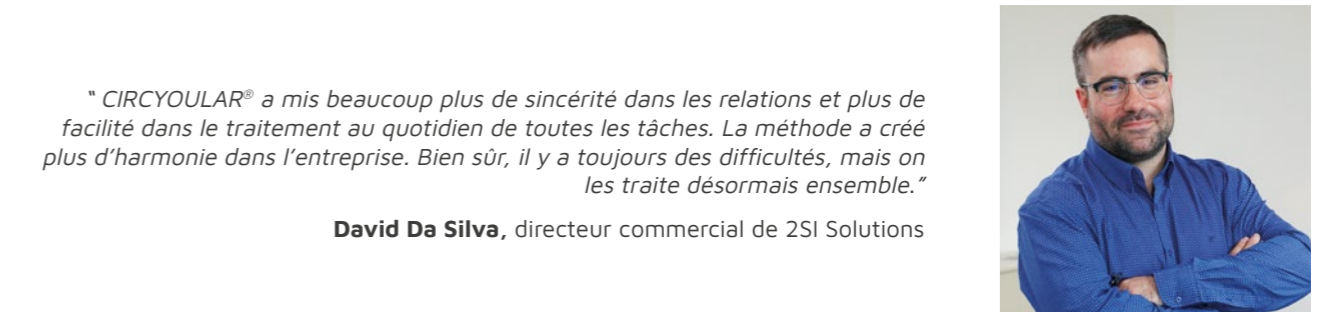 “ CIRCYOULAR® a mis beaucoup plus de sincérité dans les relations et plus de
facilité dans le traitement au quotidien de toutes les tâches. La méthode a créé
plus d’harmonie dans l’entreprise. Bien sûr, il y a toujours des difficultés, mais on
les traite désormais ensemble.”
David Da Silva, directeur commercial de 2SI Solutions